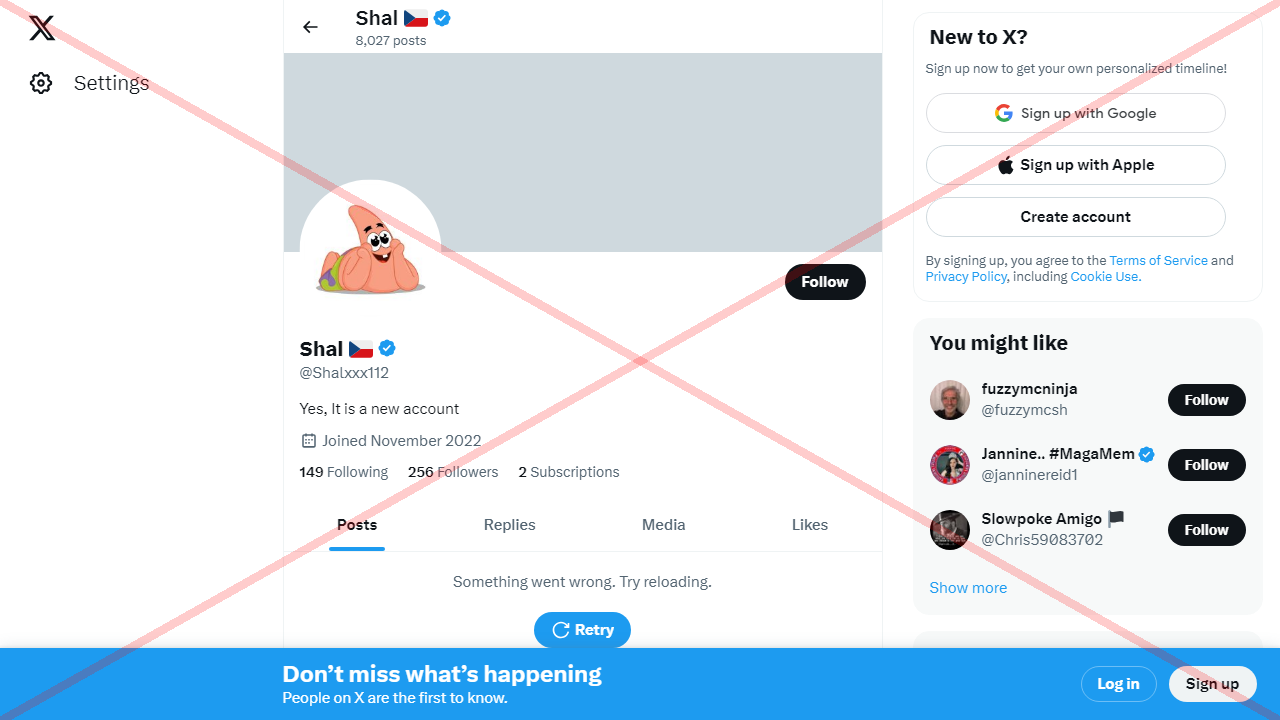 Settings
Shal 🇨🇿
8,027 posts
Follow
Shal 🇨🇿
@Shalxxx112
Yes, It is a new account
Joined November 2022
149 Following 256 Followers 2 Subscriptions
Posts Replies Media Likes
Something went wrong. Try reloading.
Retry
New to X?
Sign up now to get your own personalized timeline!
Sign up with Google
Sign up with Apple
Create account
By signing up, you agree to the Terms of Service and
Privacy Policy, including Cookie Use.
You might like
fuzzymcninja
@fuzzymcsh
Follow
Jannine.. #MagaMem
@janninereid1
Follow
Slowpoke Amigo 🏴
@Chris59083702
Follow
Show more
Don’t miss what’s happening
People on X are the first to know.
Log in
Sign up